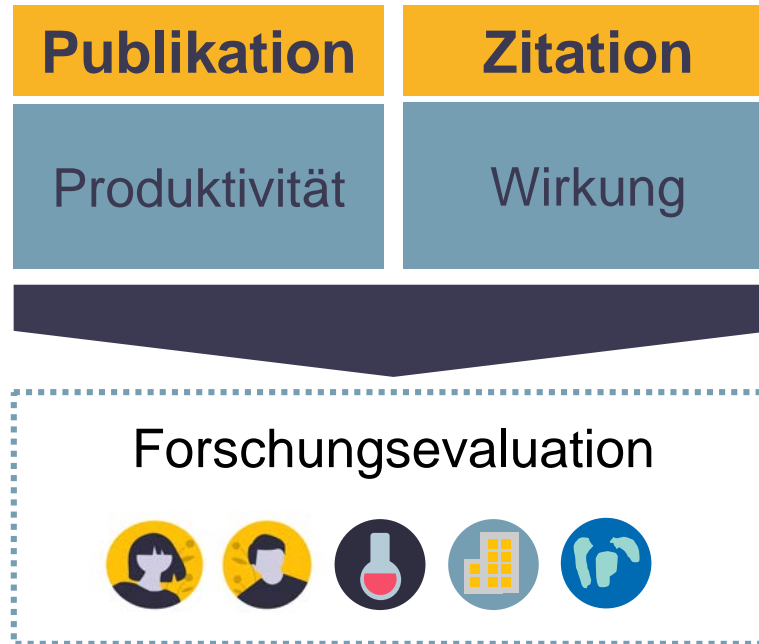 Publikation
Zitation
Produktivität
Wirkung
Forschungsevaluation